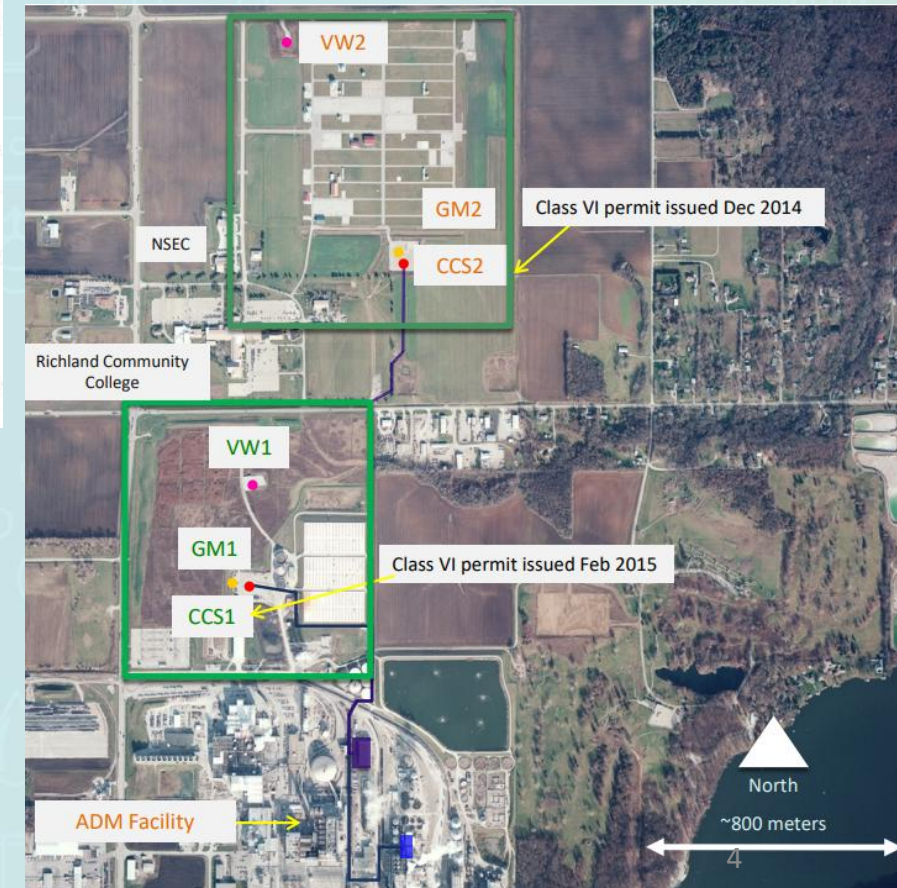 VW2
GM2
Class VI permit issued Dec 2014
NSEC
CCS2
Richland Community
College
VW1
GM1
Class VI permit issued Feb 2015
CCS1
North
ADM Facility
~800 meters
4